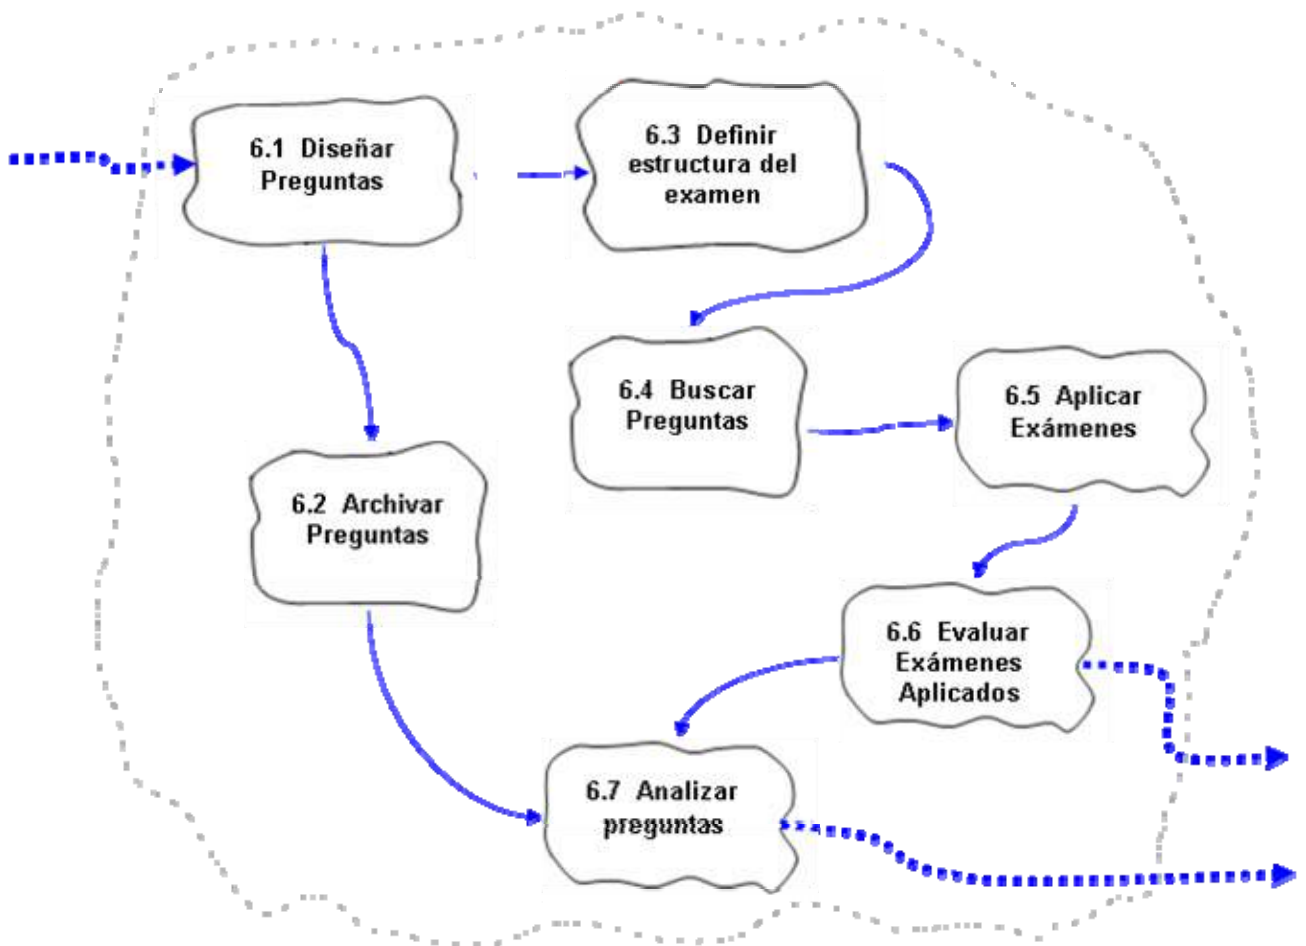 6.1 Diseñar
Preguntas
6.3 Definir
estructura del
examen
6.4 Buscar
Preguntas
6.5 Aplicar
Exámenes
6.2 Archivar
Preguntas
6.6 Evaluar
Exámenes
Aplicados
6.7 Analizar
preguntas